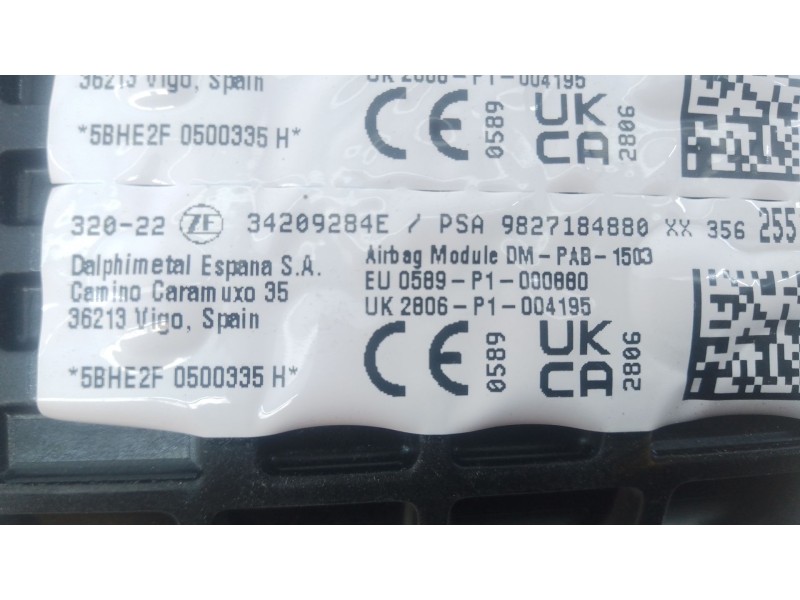 36213 Vigo, Spain
UK 2806-P1-004195
*5BHE2F 0500335 H*
CE 0589
UK
CA 2806
320-22 ZF 34209284E / PSA 9827184880 XX 356 255
Dalphimetal Espana S.A.
Camino Caramuxo 35
36213 Vigo, Spain
Airbag Module DM-PAB-1503
EU 0589-P1-000880
UK 2806-P1-004195
*5BHE2F 0500335 H*
CE 0589
UK
CA 2806